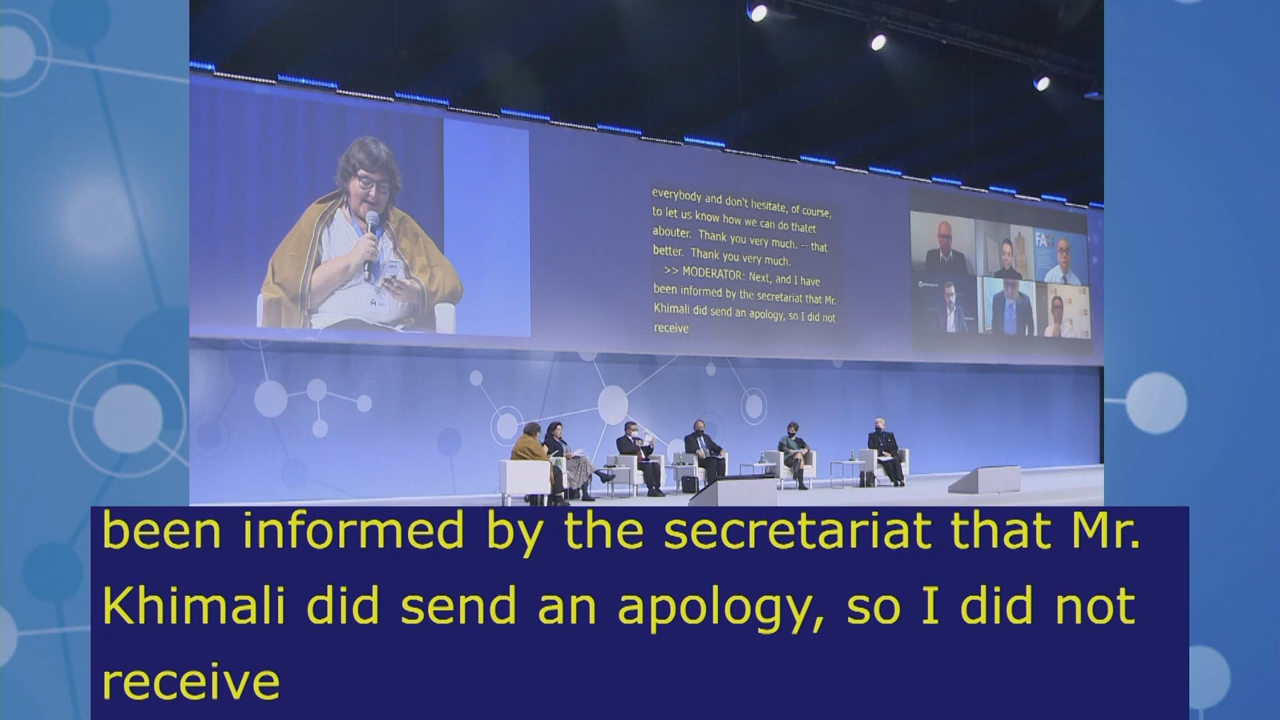 everybody and don't hesitate, of course,
to let us know how we can do thatet
abouter.  Thank you very much. -- that
better.  Thank you very much.
>> MODERATOR: Next, and I have
been informed by the secretariat that Mr.
Khimali did send an apology, so I did not
receive
FA
been informed by the secretariat that Mr.
Khimali did send an apology, so I did not
receive